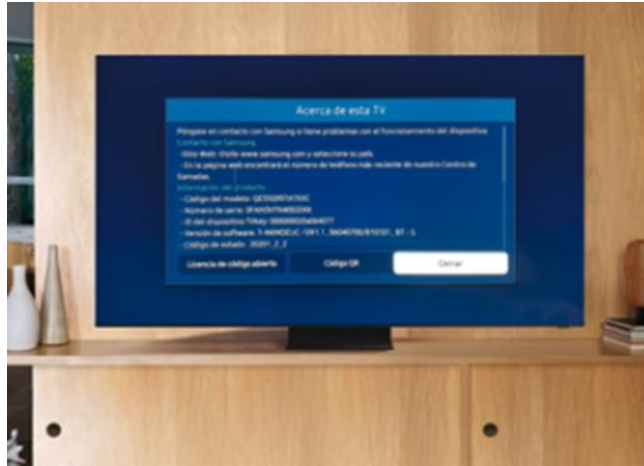 Acerca de esta TV
Póngase en contacto con Samsung si tiene problemas con el funcionamiento del dispositivo.
Contacto con Samsung
- Sitio Web: Visite www.samsung.com y seleccione su país.
- En la página web encontrará el número de teléfono más reciente de nuestro Centro de
llamadas.
Información del producto
- Código del modelo:
- Número de serie:
- ID del dispositivo TVkey:
- Versión de software:
- Código de estado:
Licencia de código abierto
Código QR
Cerrar